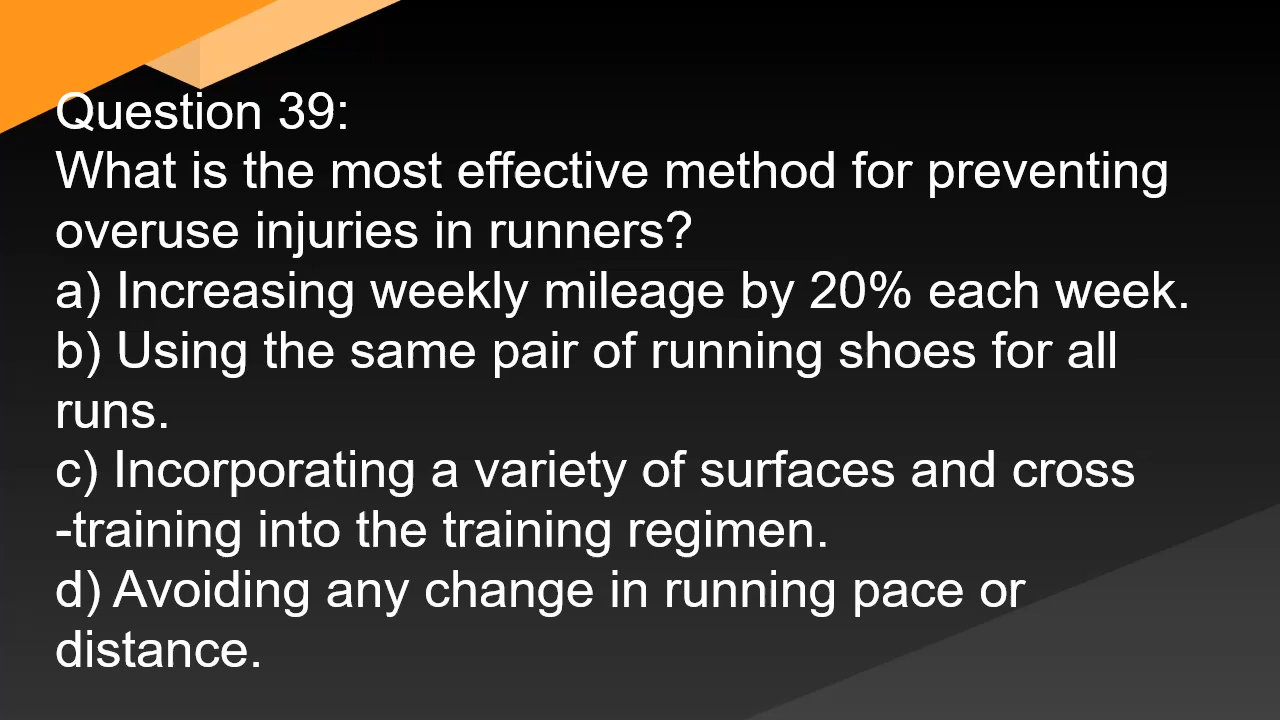 Question 39:
What is the most effective method for preventing
overuse injuries in runners?
a) Increasing weekly mileage by 20% each week.
b) Using the same pair of running shoes for all
runs.
c) Incorporating a variety of surfaces and cross
-training into the training regimen.
d) Avoiding any change in running pace or
distance.